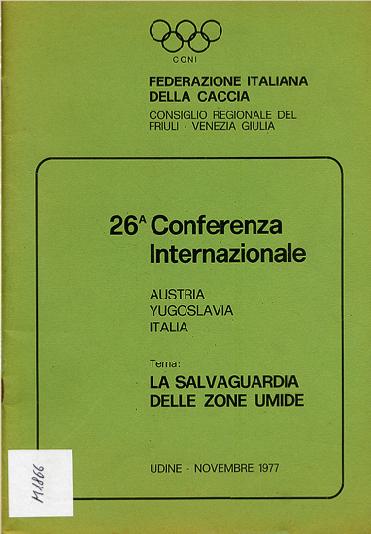 CONI
FEDERAZIONE ITALIANA
DELLA CACCIA
CONSIGLIO REGIONALE DEL
FRIULI - VENEZIA GIULIA
26ª Conferenza
Internazionale
AUSTRIA
YUGOSLAVIA
ITALIA
Tema:
LA SALVAGUARDIA
DELLE ZONE UMIDE
UDINE - NOVEMBRE 1977
M1866